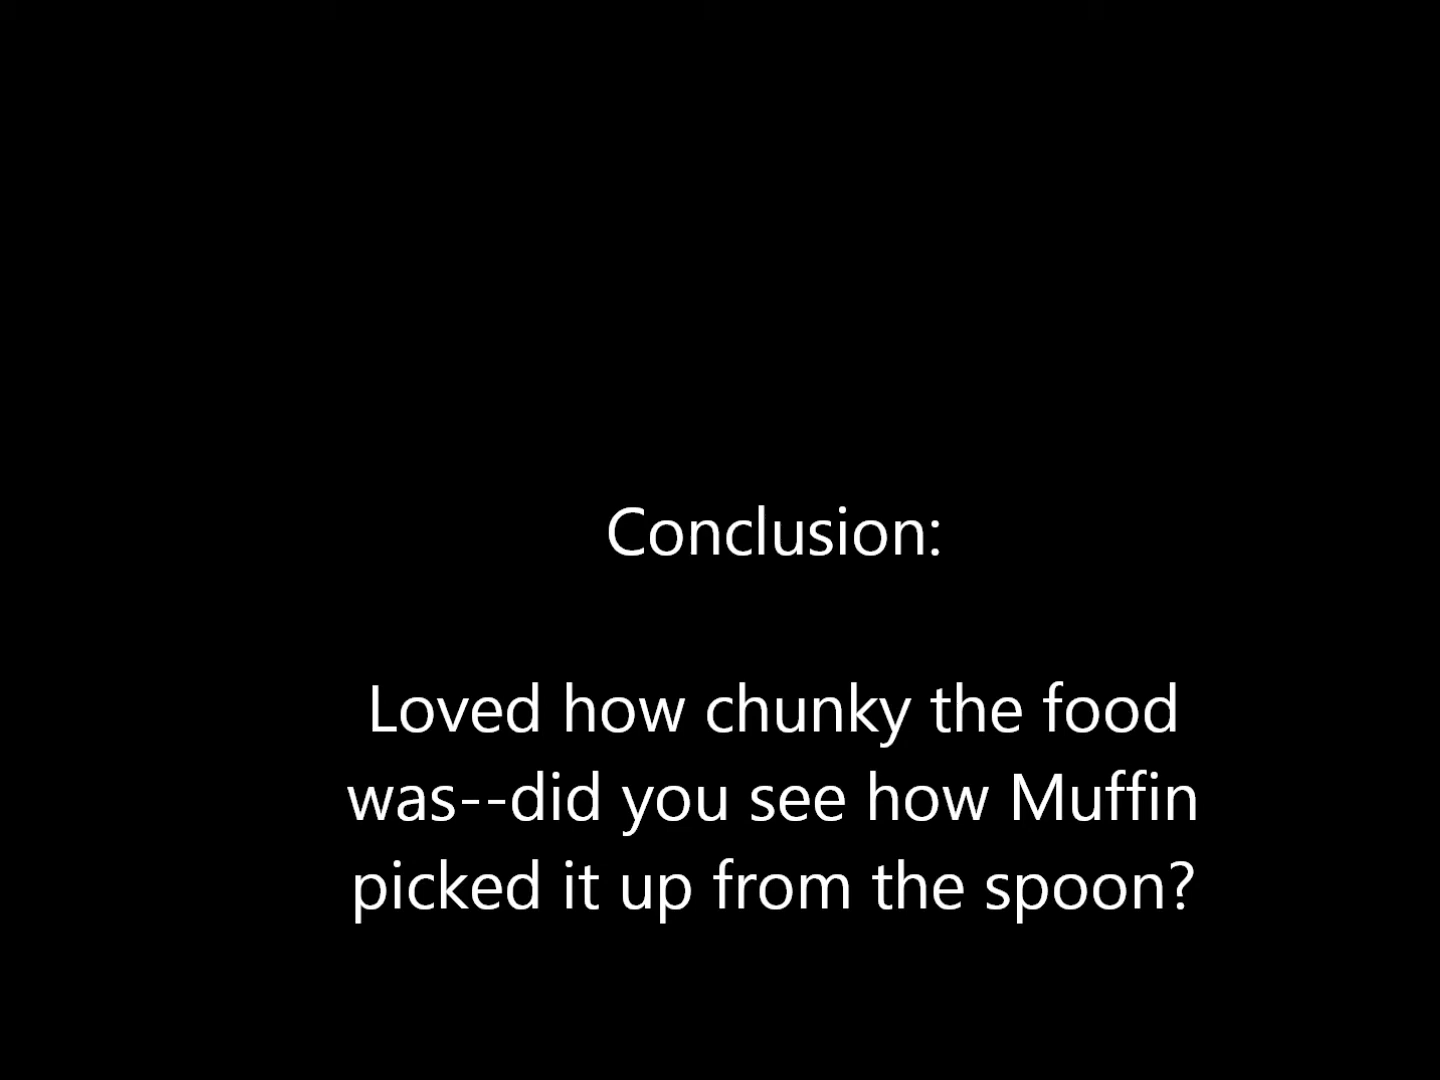 Conclusion:
Loved how chunky the food
was--did you see how Muffin
picked it up from the spoon?